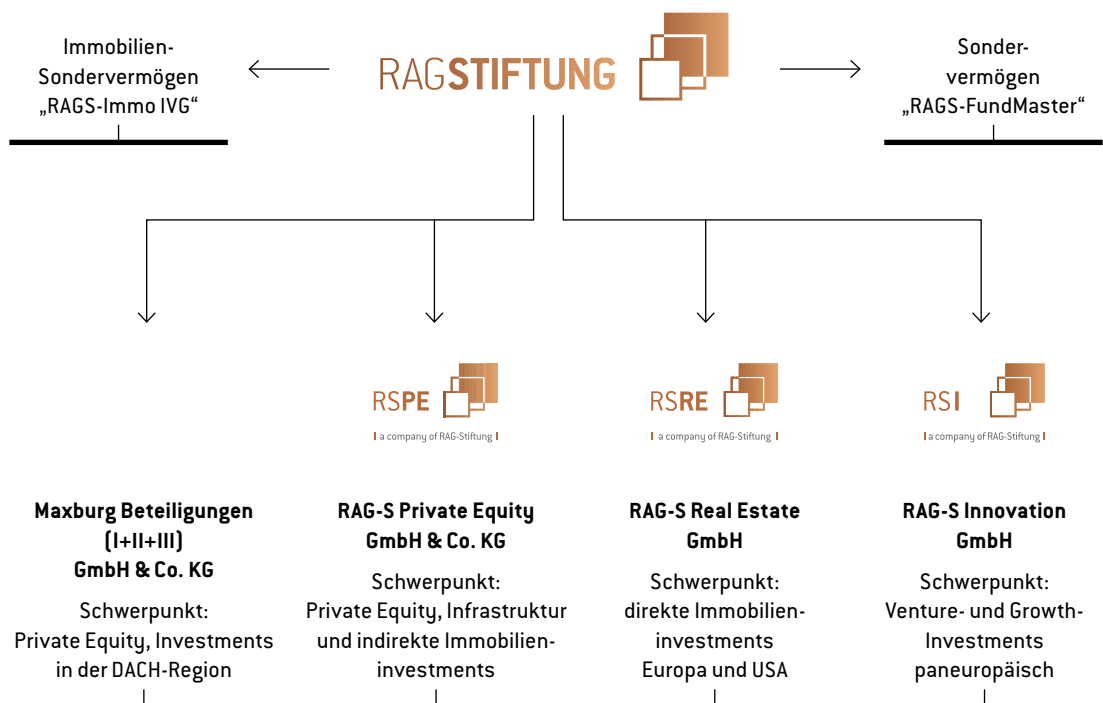 Immobilien-
Sondervermögen
„RAGS-Immo IVG“
RAGSTIFTUNG
Sonder-
vermögen
„RAGS-FundMaster“
RSPE
a company of RAG-Stiftung
RSRE
a company of RAG-Stiftung
RSI
a company of RAG-Stiftung
Maxburg Beteiligungen
(I+II+III)
GmbH & Co. KG
Schwerpunkt:
Private Equity, Investments
in der DACH-Region
RAG-S Private Equity
GmbH & Co. KG
Schwerpunkt:
Private Equity, Infrastruktur
und indirekte Immobilien-
investments
RAG-S Real Estate
GmbH
Schwerpunkt:
direkte Immobilien-
investments
Europa und USA
RAG-S Innovation
GmbH
Schwerpunkt:
Venture- und Growth-
Investments
paneuropäisch